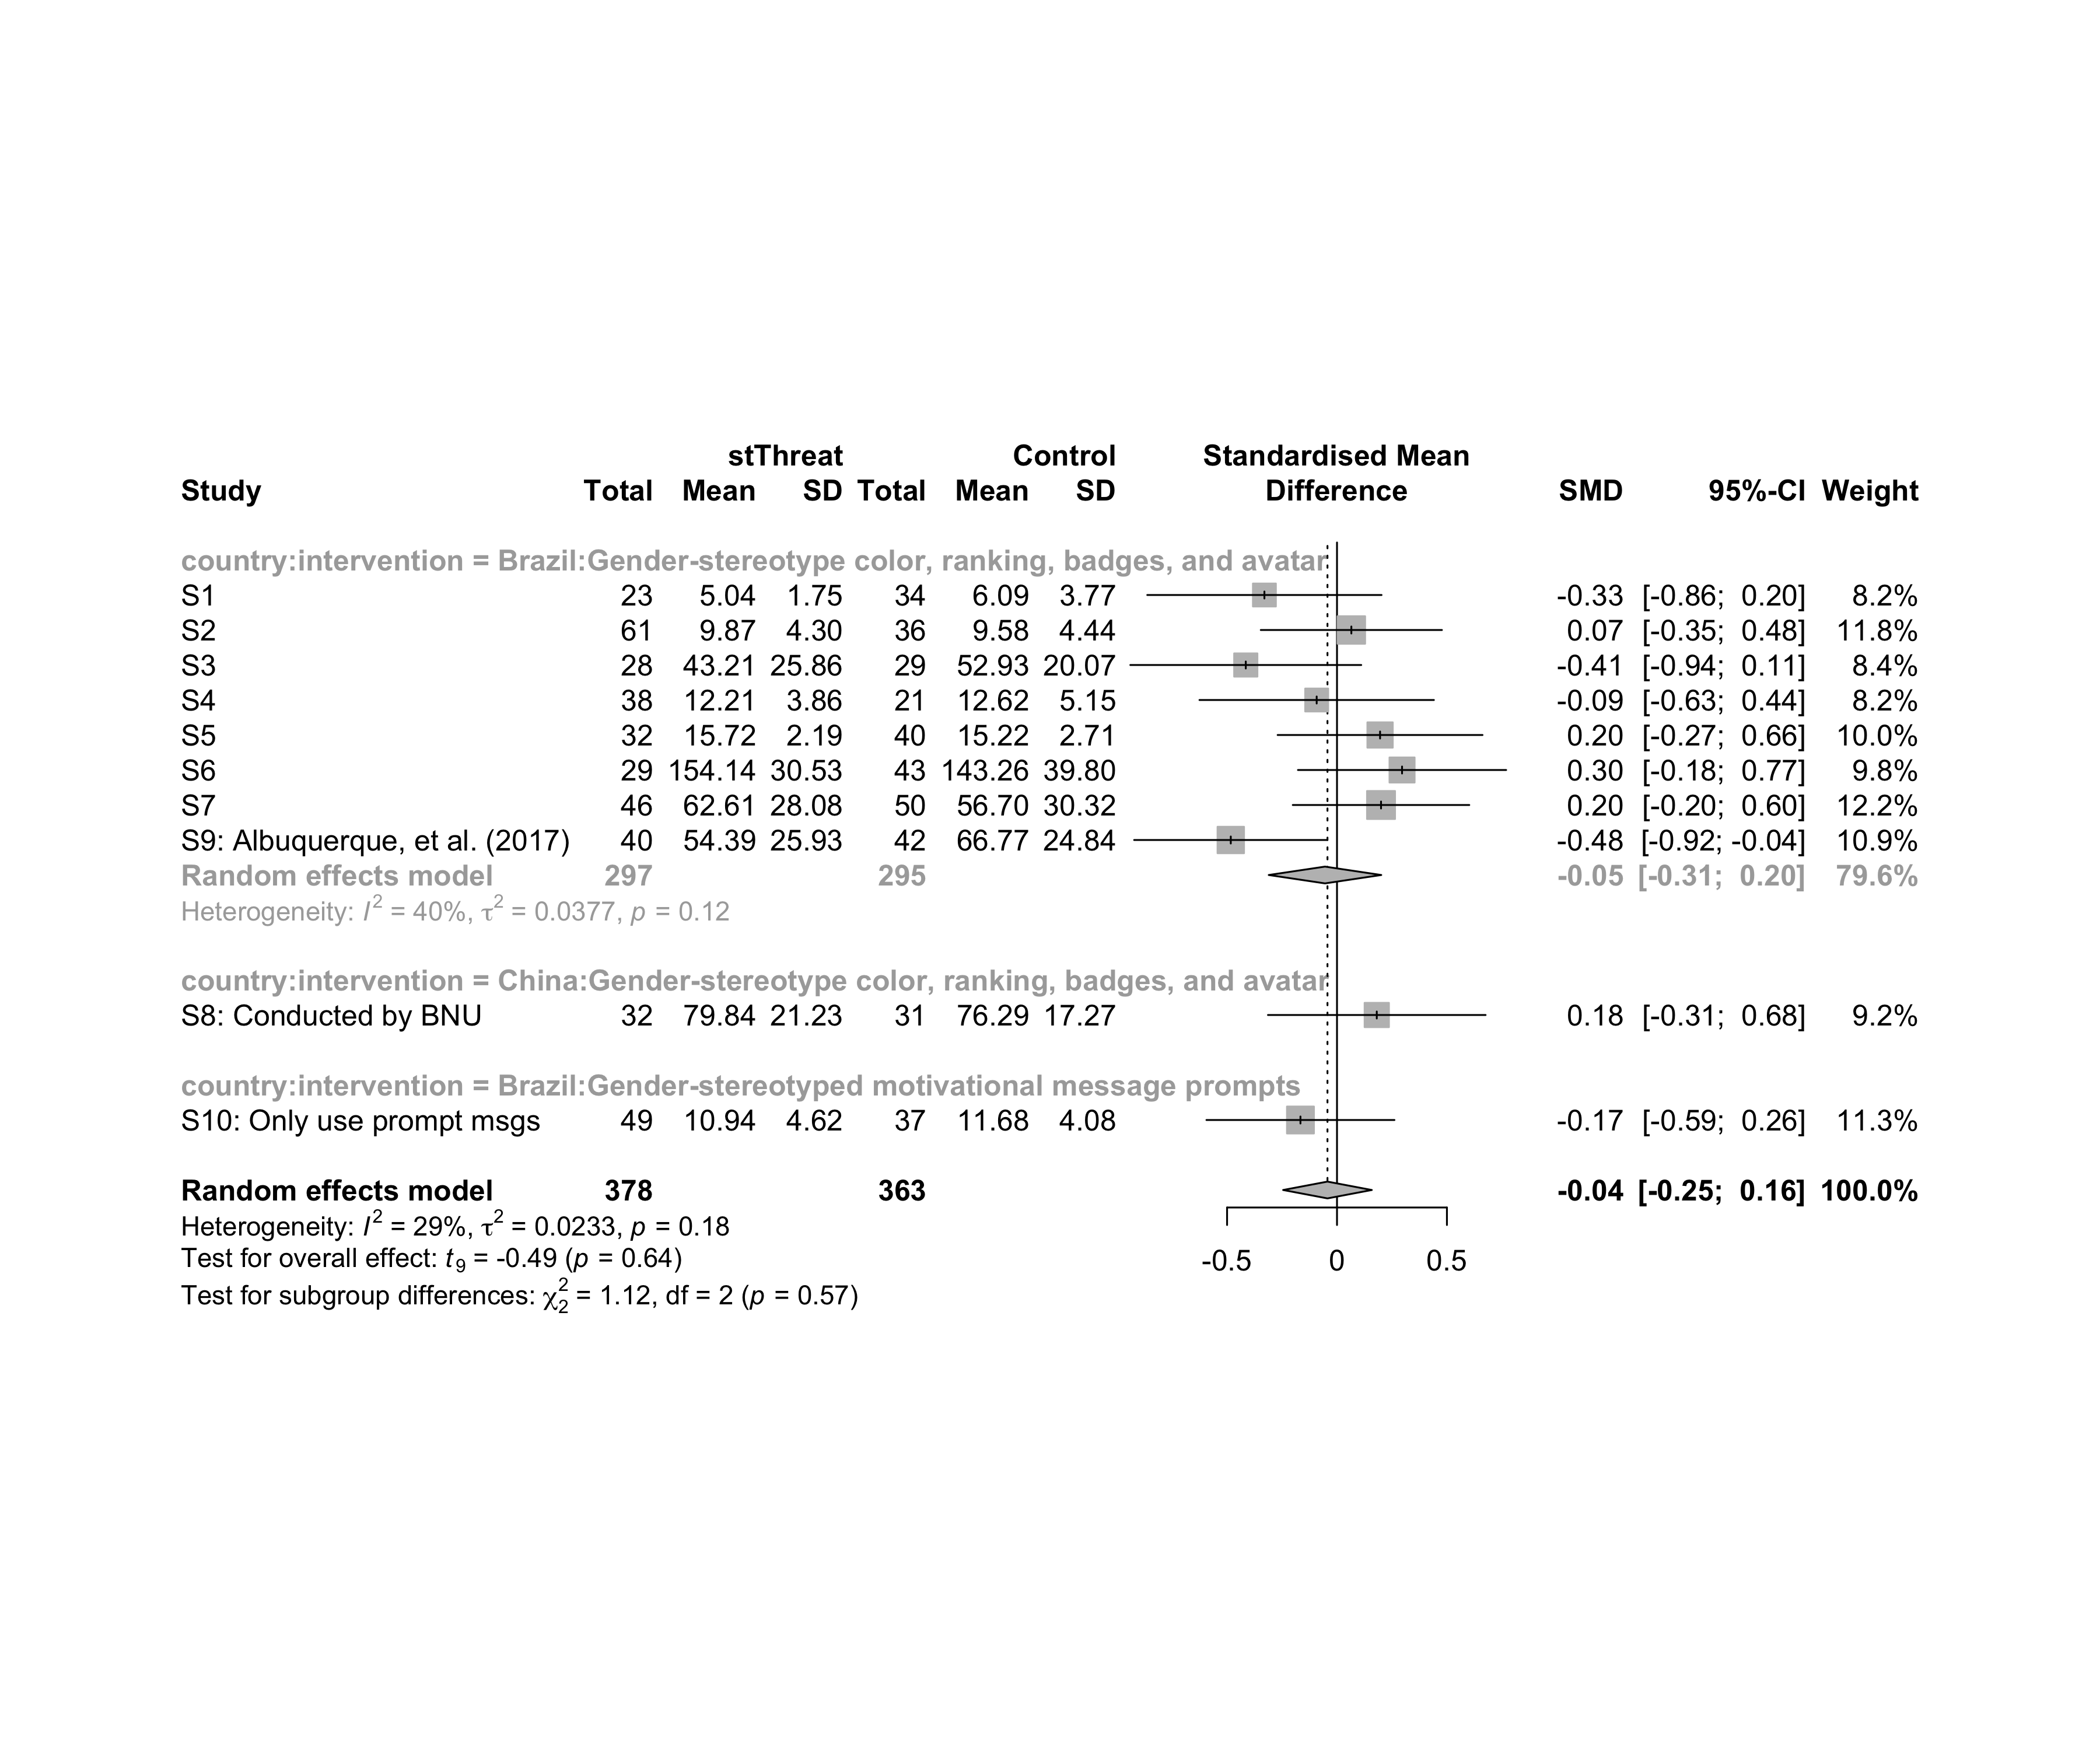 stThreat Control Standardised Mean
Study Total Mean SD Total Mean SD Difference SMD 95%-CI Weight
country:intervention = Brazil:Gender-stereotype color, ranking, badges, and avatar
S1 23 5.04 1.75 34 6.09 3.77 -0.33 [-0.86; 0.20] 8.2%
S2 61 9.87 4.30 36 9.58 4.44 0.07 [-0.35; 0.48] 11.8%
S3 28 43.21 25.86 29 52.93 20.07 -0.41 [-0.94; 0.11] 8.4%
S4 38 12.21 3.86 21 12.62 5.15 -0.09 [-0.63; 0.44] 8.2%
S5 32 15.72 2.19 40 15.22 2.71 0.20 [-0.27; 0.66] 10.0%
S6 29 154.14 30.53 43 143.26 39.80 0.30 [-0.18; 0.77] 9.8%
S7 46 62.61 28.08 50 56.70 30.32 0.20 [-0.20; 0.60] 12.2%
S9: Albuquerque, et al. (2017) 40 54.39 25.93 42 66.77 24.84 -0.48 [-0.92; -0.04] 10.9%
Random effects model 297 295 -0.05 [-0.31; 0.20] 79.6%
Heterogeneity: I² = 40%, τ² = 0.0377, p = 0.12
country:intervention = China:Gender-stereotype color, ranking, badges, and avatar
S8: Conducted by BNU 32 79.84 21.23 31 76.29 17.27 0.18 [-0.31; 0.68] 9.2%
country:intervention = Brazil:Gender-stereotyped motivational message prompts
S10: Only use prompt msgs 49 10.94 4.62 37 11.68 4.08 -0.17 [-0.59; 0.26] 11.3%
Random effects model 378 363 -0.04 [-0.25; 0.16] 100.0%
Heterogeneity: I² = 29%, τ² = 0.0233, p = 0.18
Test for overall effect: t₉ = -0.49 (p = 0.64) -0.5 0 0.5
Test for subgroup differences: χ²₂ = 1.12, df = 2 (p = 0.57)